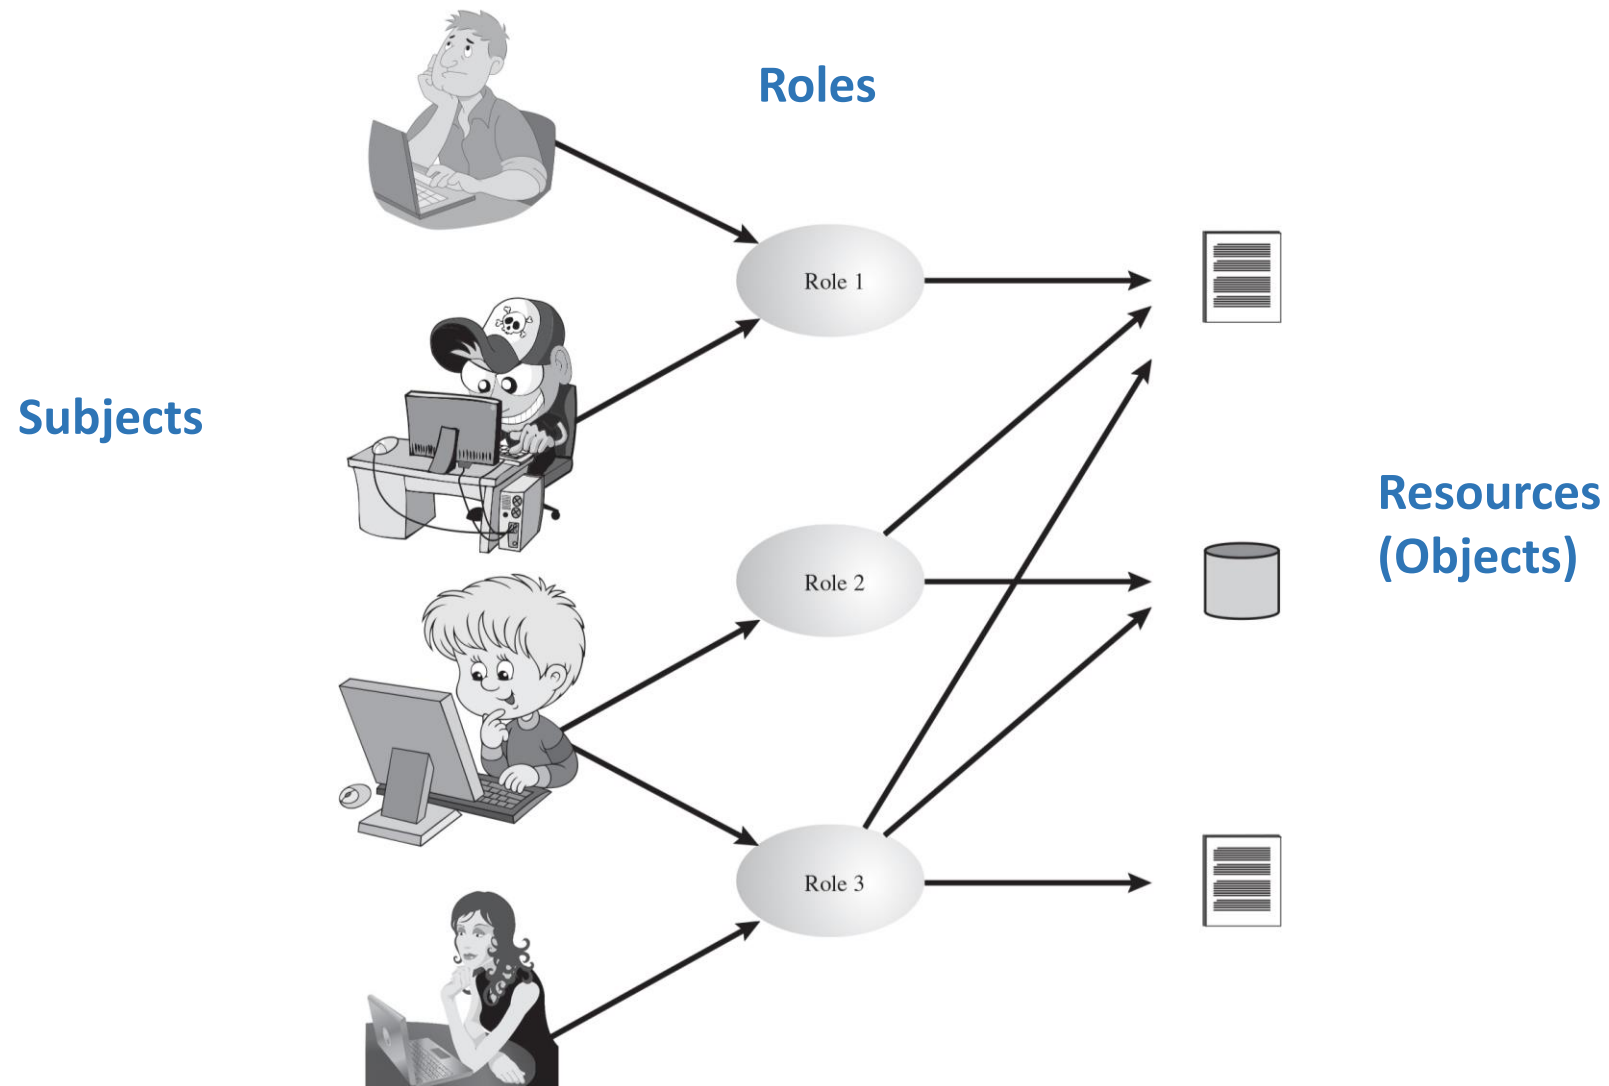 Roles
Role 1
Subjects
Resources
(Objects)
Role 2
Role 3